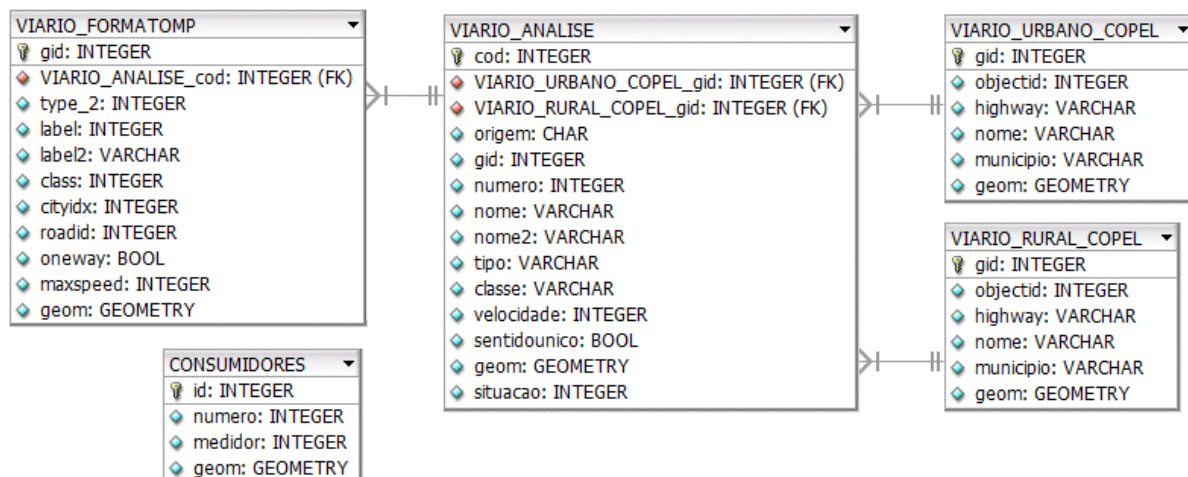 VIARIO_FORMATOMP
gid: INTEGER
VIARIO_ANALISE_cod: INTEGER (FK)
type_2: INTEGER
label: INTEGER
label2: VARCHAR
class: INTEGER
cityidx: INTEGER
roadid: INTEGER
oneway: BOOL
maxspeed: INTEGER
geom: GEOMETRY
CONSUMIDORES
id: INTEGER
numero: INTEGER
medidor: INTEGER
geom: GEOMETRY
VIARIO_ANALISE
cod: INTEGER
VIARIO_URBANO_COPEL_gid: INTEGER (FK)
VIARIO_RURAL_COPEL_gid: INTEGER (FK)
origem: CHAR
gid: INTEGER
numero: INTEGER
nome: VARCHAR
nome2: VARCHAR
tipo: VARCHAR
classe: VARCHAR
velocidade: INTEGER
sentidounico: BOOL
geom: GEOMETRY
situacao: INTEGER
VIARIO_URBANO_COPEL
gid: INTEGER
objectid: INTEGER
highway: VARCHAR
nome: VARCHAR
municipio: VARCHAR
geom: GEOMETRY
VIARIO_RURAL_COPEL
gid: INTEGER
objectid: INTEGER
highway: VARCHAR
nome: VARCHAR
municipio: VARCHAR
geom: GEOMETRY